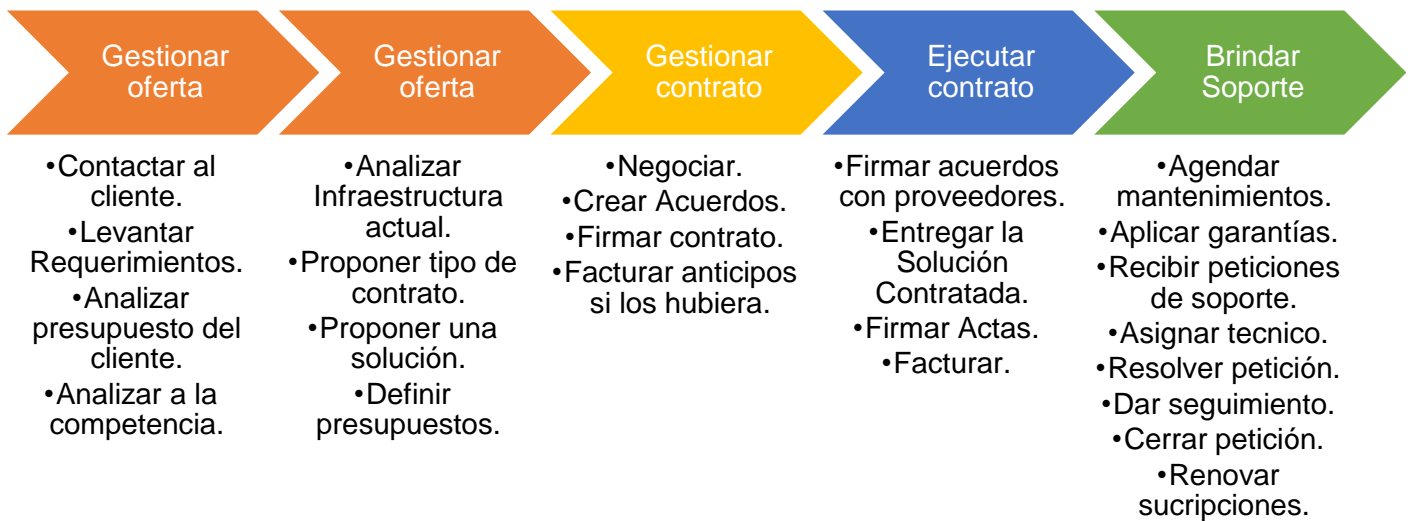 Gestionar
oferta
Gestionar
oferta
Gestionar
contrato
Ejecutar
contrato
Brindar
Soporte
•Contactar al
cliente.
•Levantar
Requerimientos.
•Analizar
presupuesto del
cliente.
•Analizar a la
competencia.
•Analizar
Infraestructura
actual.
•Proponer tipo de
contrato.
•Proponer una
solución.
•Definir
presupuestos.
•Negociar.
•Crear Acuerdos.
•Firmar contrato.
•Facturar anticipos
si los hubiera.
•Firmar acuerdos
con proveedores.
•Entregar la
Solución
Contratada.
•Firmar Actas.
•Facturar.
•Agendar
mantenimientos.
•Aplicar garantías.
•Recibir peticiones
de soporte.
•Asignar tecnico.
•Resolver petición.
•Dar seguimiento.
•Cerrar petición.
•Renovar
sucripciones.